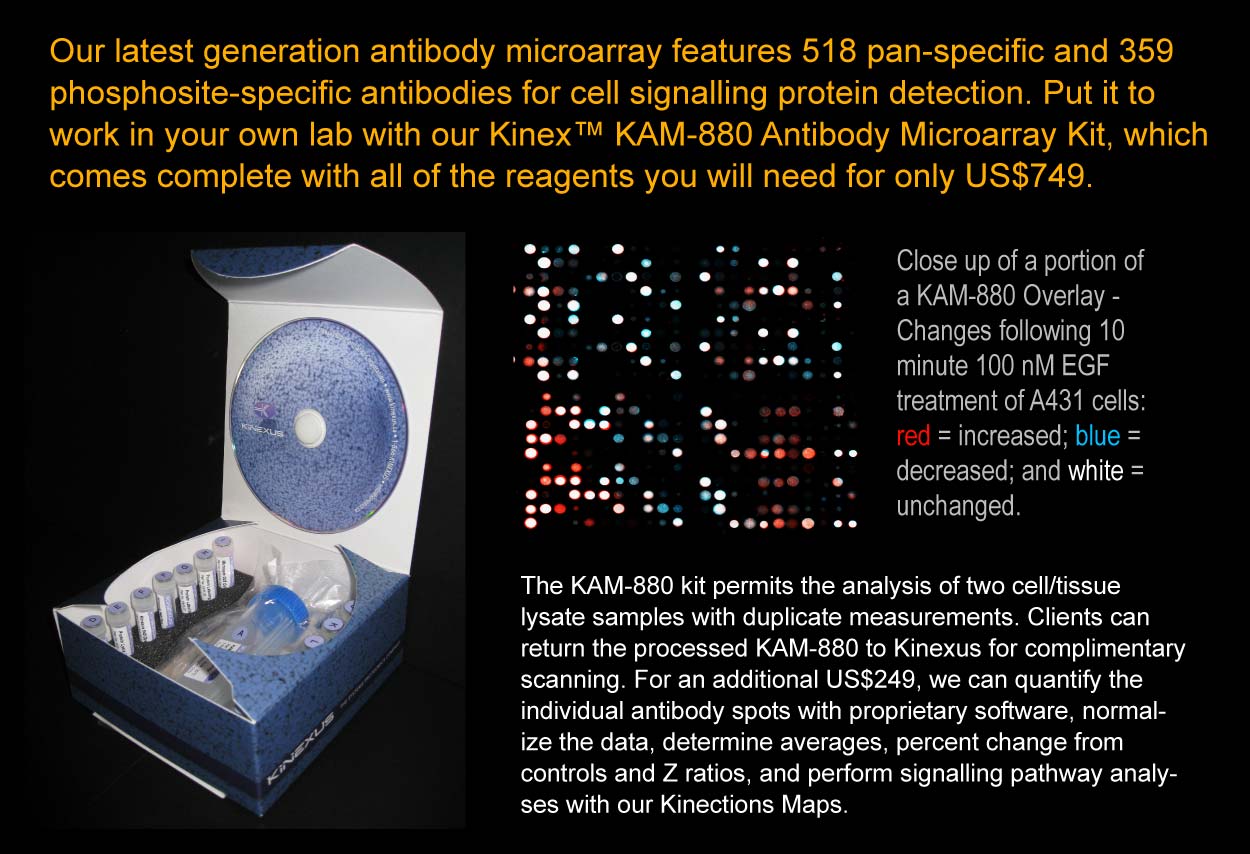 Our latest generation antibody microarray features 518 pan-specific and 359
phosphosite-specific antibodies for cell signalling protein detection. Put it to
work in your own lab with our Kinex™ KAM-880 Antibody Microarray Kit, which
comes complete with all of the reagents you will need for only US$749.
KiNEXUS
KiNEXUS
Close up of a portion of
a KAM-880 Overlay -
Changes following 10
minute 100 nM EGF
treatment of A431 cells:
red = increased; blue =
decreased; and white =
unchanged.
The KAM-880 kit permits the analysis of two cell/tissue
lysate samples with duplicate measurements. Clients can
return the processed KAM-880 to Kinexus for complimentary
scanning. For an additional US$249, we can quantify the
individual antibody spots with proprietary software, normal-
ize the data, determine averages, percent change from
controls and Z ratios, and perform signalling pathway analy-
ses with our Kinections Maps.